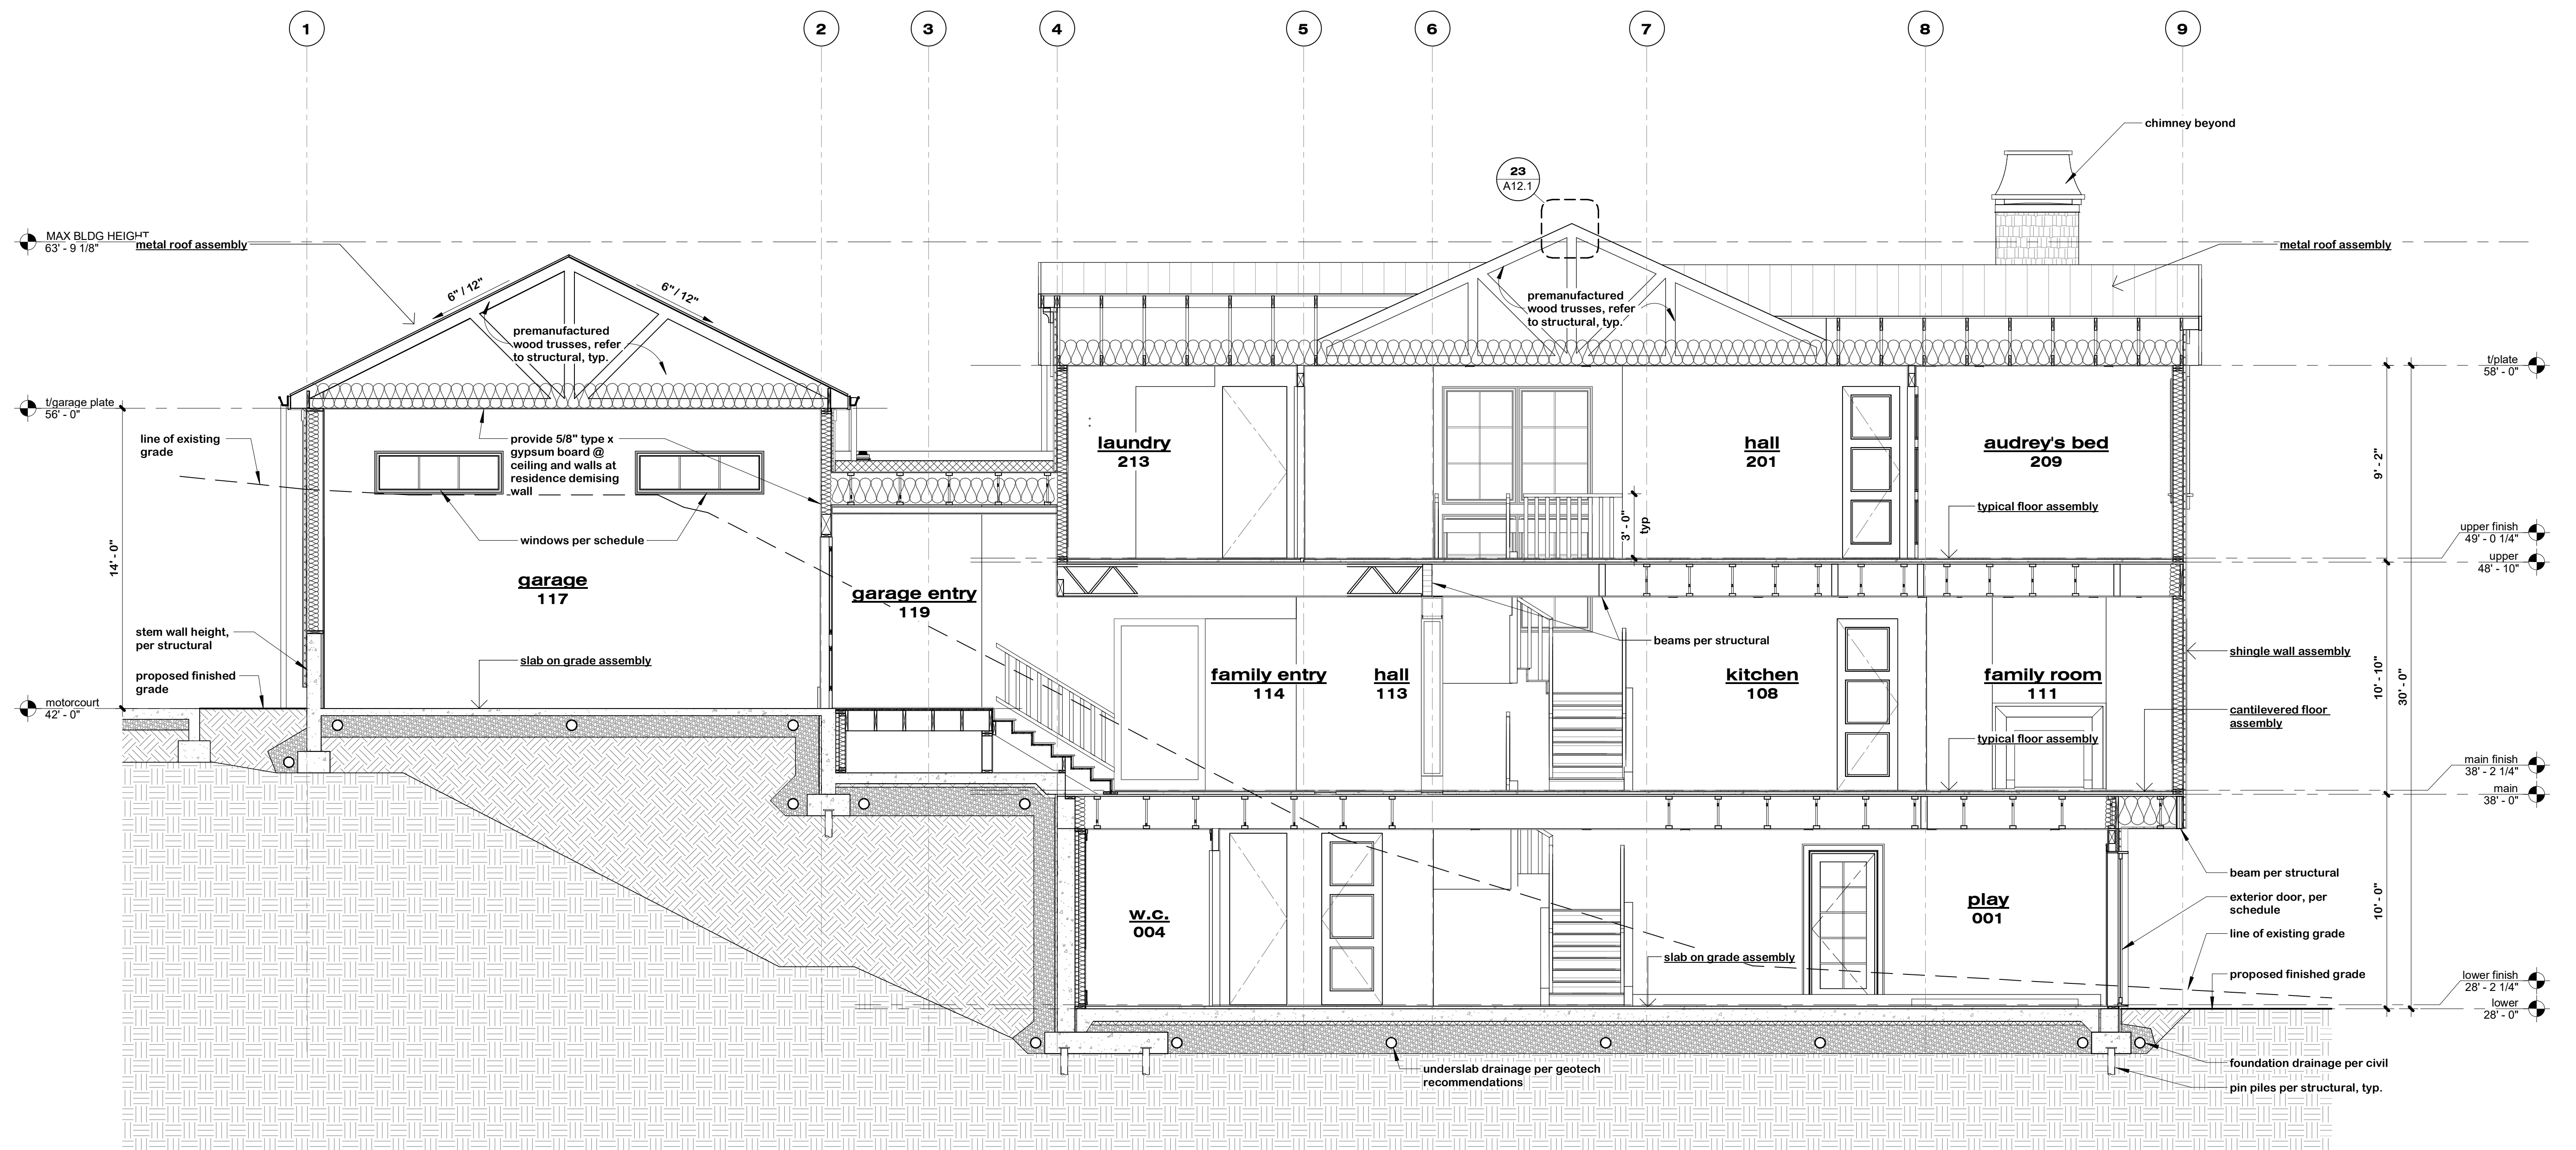 1 2 3 4 5 6 7 8 9
chimney beyond
23
A12.1
MAX BLDG HEIGHT
63' - 9 1/8"
metal roof assembly
metal roof assembly
6" / 12"
6" / 12"
premanufactured
wood trusses, refer
to structural, typ.
premanufactured
wood trusses, refer
to structural, typ.
t/plate
58' - 0"
t/garage plate
56' - 0"
line of existing
grade
provide 5/8" type x
gypsum board @
ceiling and walls at
residence demising
wall
laundry
213
hall
201
audrey's bed
209
9' - 2"
typical floor assembly
3' - 0"
typ
upper finish
49' - 0 1/4"
upper
48' - 10"
windows per schedule
14' - 0"
garage
117
garage entry
119
beams per structural
stem wall height,
per structural
slab on grade assembly
proposed finished
grade
motorcourt
42' - 0"
family entry
114
hall
113
kitchen
108
family room
111
shingle wall assembly
10' - 10"
30' - 0"
cantilevered floor
assembly
typical floor assembly
main finish
38' - 2 1/4"
main
38' - 0"
beam per structural
exterior door, per
schedule
10' - 0"
w.c.
004
play
001
line of existing grade
slab on grade assembly
proposed finished grade
lower finish
28' - 2 1/4"
lower
28' - 0"
underslab drainage per geotech
recommendations
foundation drainage per civil
pin piles per structural, typ.